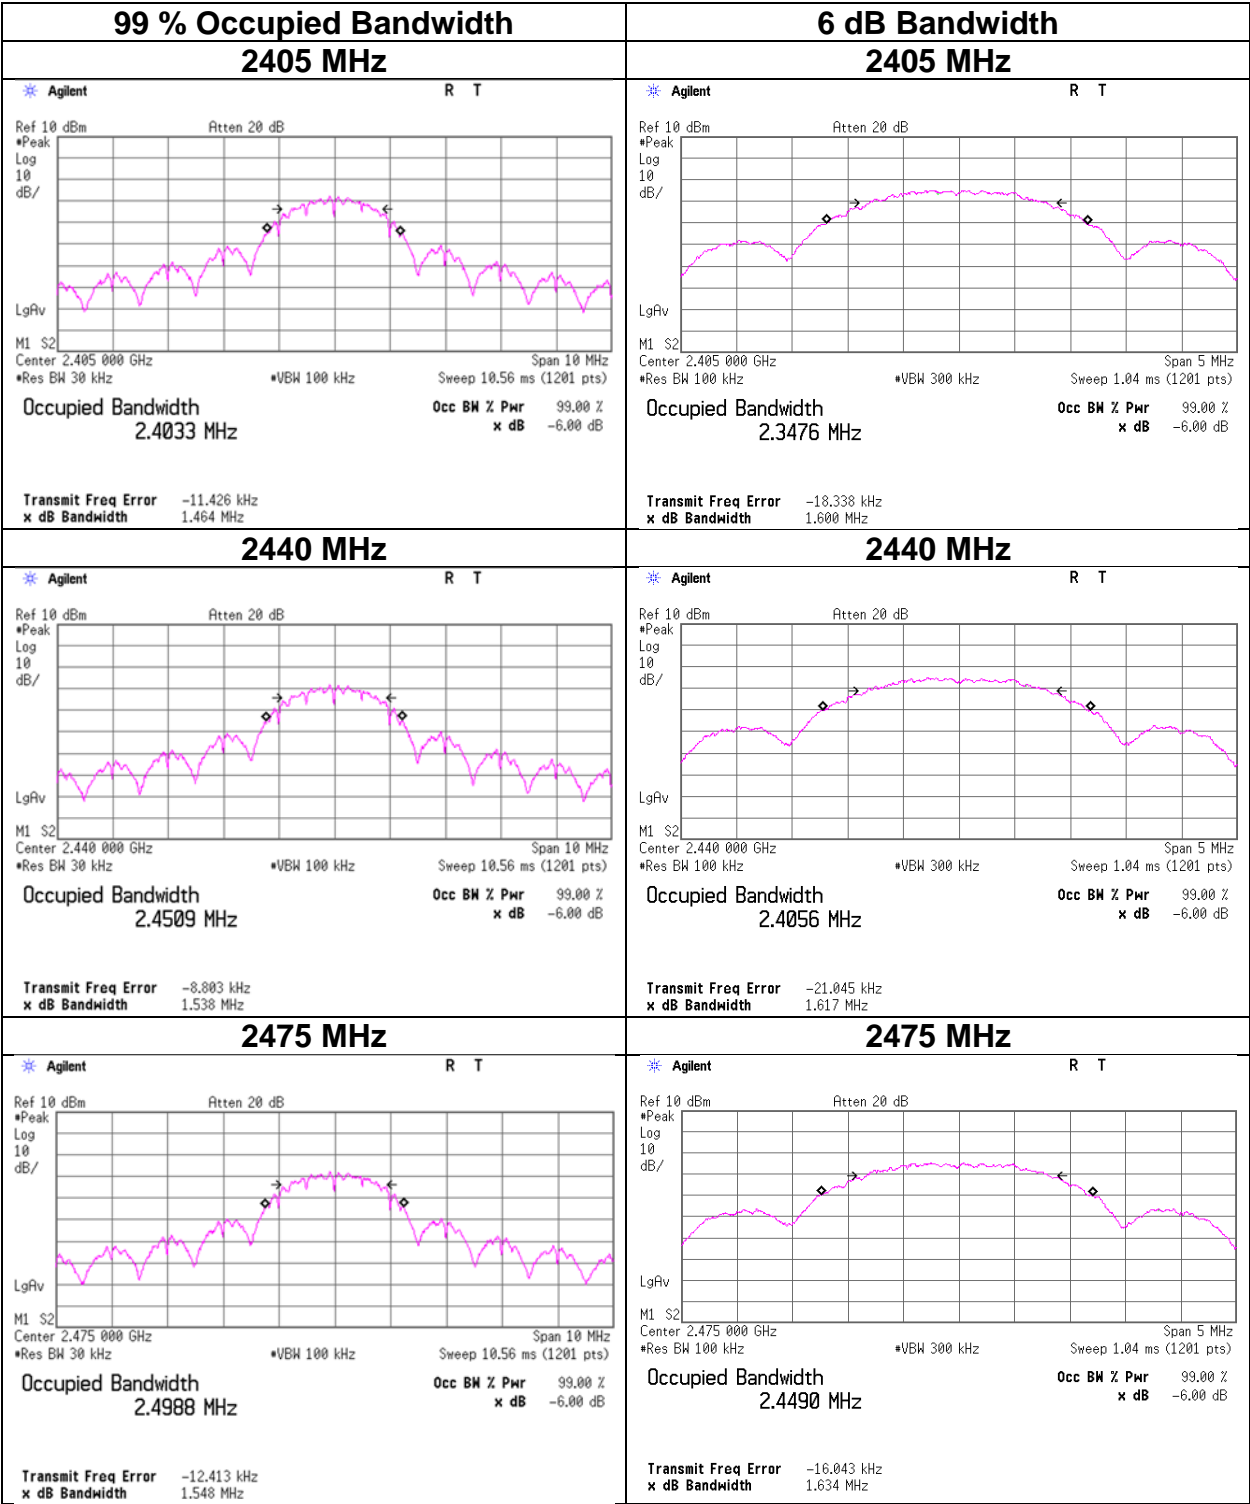 99 % Occupied Bandwidth
6 dB Bandwidth
2405 MHz
2405 MHz
Agilent R T
Ref 10 dBm Atten 20 dB
#Peak
Log
10
dB/
LgAv
M1 S2
Center 2.405 000 GHz Span 10 MHz
#Res BW 30 kHz #VBW 100 kHz Sweep 10.56 ms (1201 pts)
Occupied Bandwidth Occ BW % Pwr 99.00 %
2.4033 MHz x dB -6.00 dB
Transmit Freq Error -11.426 kHz
x dB Bandwidth 1.464 MHz
Agilent R T
Ref 10 dBm Atten 20 dB
#Peak
Log
10
dB/
LgAv
M1 S2
Center 2.405 000 GHz Span 5 MHz
#Res BW 100 kHz #VBW 300 kHz Sweep 1.04 ms (1201 pts)
Occupied Bandwidth Occ BW % Pwr 99.00 %
2.3476 MHz x dB -6.00 dB
Transmit Freq Error -18.338 kHz
x dB Bandwidth 1.600 MHz
2440 MHz
2440 MHz
Agilent R T
Ref 10 dBm Atten 20 dB
#Peak
Log
10
dB/
LgAv
M1 S2
Center 2.440 000 GHz Span 10 MHz
#Res BW 30 kHz #VBW 100 kHz Sweep 10.56 ms (1201 pts)
Occupied Bandwidth Occ BW % Pwr 99.00 %
2.4509 MHz x dB -6.00 dB
Transmit Freq Error -8.803 kHz
x dB Bandwidth 1.538 MHz
Agilent R T
Ref 10 dBm Atten 20 dB
#Peak
Log
10
dB/
LgAv
M1 S2
Center 2.440 000 GHz Span 5 MHz
#Res BW 100 kHz #VBW 300 kHz Sweep 1.04 ms (1201 pts)
Occupied Bandwidth Occ BW % Pwr 99.00 %
2.4056 MHz x dB -6.00 dB
Transmit Freq Error -21.045 kHz
x dB Bandwidth 1.617 MHz
2475 MHz
2475 MHz
Agilent R T
Ref 10 dBm Atten 20 dB
#Peak
Log
10
dB/
LgAv
M1 S2
Center 2.475 000 GHz Span 10 MHz
#Res BW 30 kHz #VBW 100 kHz Sweep 10.56 ms (1201 pts)
Occupied Bandwidth Occ BW % Pwr 99.00 %
2.4988 MHz x dB -6.00 dB
Transmit Freq Error -12.413 kHz
x dB Bandwidth 1.548 MHz
Agilent R T
Ref 10 dBm Atten 20 dB
#Peak
Log
10
dB/
LgAv
M1 S2
Center 2.475 000 GHz Span 5 MHz
#Res BW 100 kHz #VBW 300 kHz Sweep 1.04 ms (1201 pts)
Occupied Bandwidth Occ BW % Pwr 99.00 %
2.4490 MHz x dB -6.00 dB
Transmit Freq Error -16.043 kHz
x dB Bandwidth 1.634 MHz